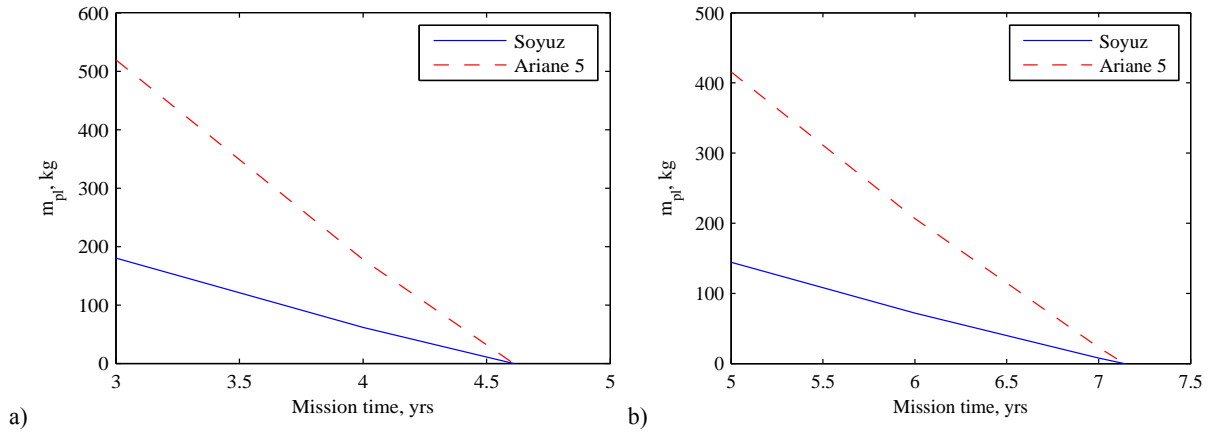 600
500
400
300
200
100
0
m_pl, kg
3 3.5 4 4.5 5
Mission time, yrs
Soyuz
Ariane 5
a)
500
400
300
200
100
0
m_pl, kg
5 5.5 6 6.5 7 7.5
Mission time, yrs
Soyuz
Ariane 5
b)